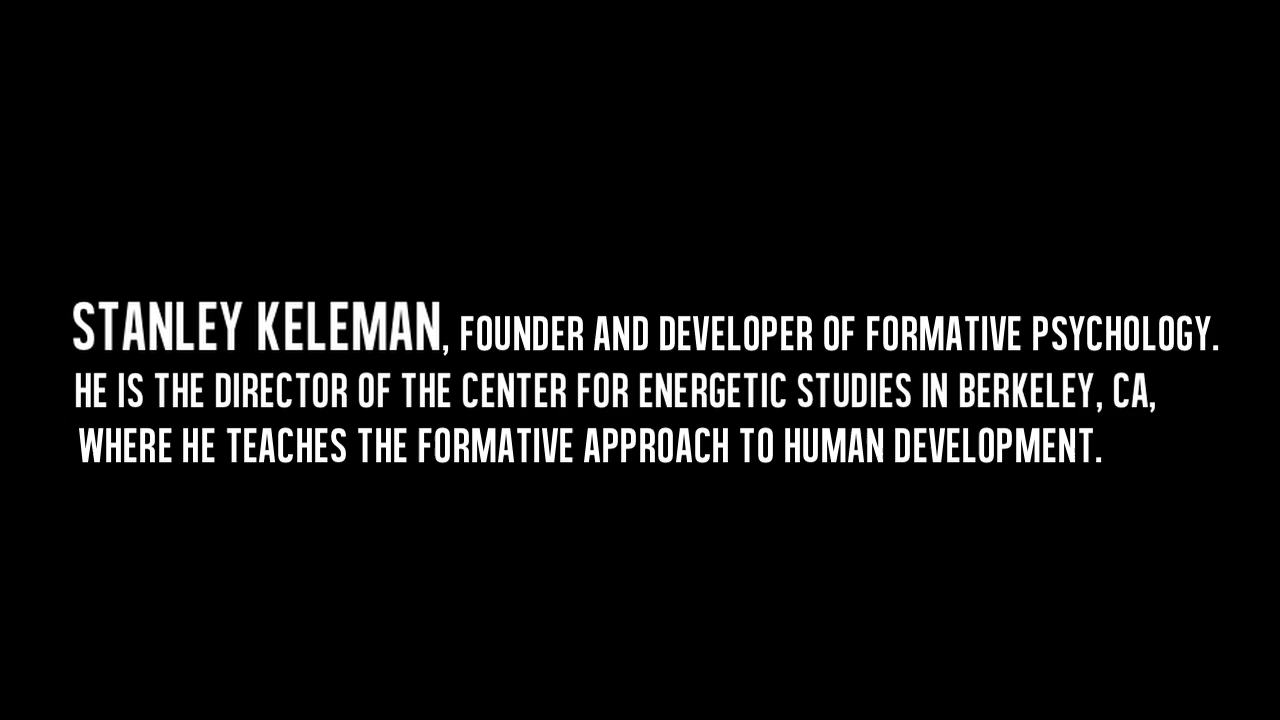 STANLEY KELEMAN, FOUNDER AND DEVELOPER OF FORMATIVE PSYCHOLOGY.
HE IS THE DIRECTOR OF THE CENTER FOR ENERGETIC STUDIES IN BERKELEY, CA,
WHERE HE TEACHES THE FORMATIVE APPROACH TO HUMAN DEVELOPMENT.